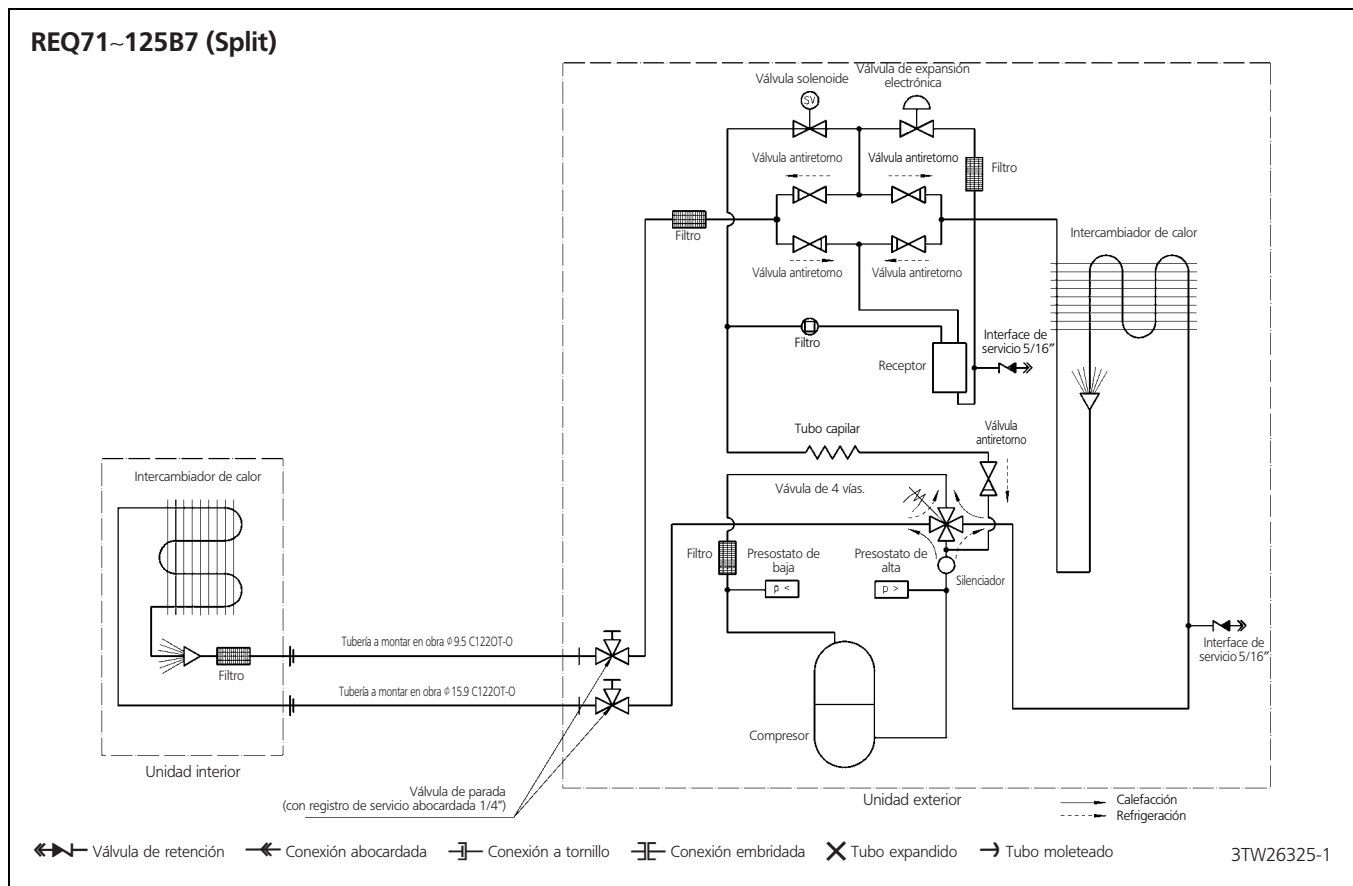 REQ71~125B7 (Split)
Válvula solenoide
Válvula de expansión
electrónica
SV
Válvula antiretorno
Válvula antiretorno
Filtro
Filtro
Válvula antiretorno
Válvula antiretorno
Intercambiador de calor
Filtro
Receptor
Interface de
servicio 5/16"
Tubo capilar
Válvula
antiretorno
Intercambiador de calor
Vávula de 4 vías.
Filtro
Presostato de
baja
p <
Presostato de
alta
p >
Silenciador
Tubería a montar en obra ϕ 9.5 C122OT-O
Filtro
Interface de
servicio 5/16"
Tubería a montar en obra ϕ 15.9 C122OT-O
Compresor
Unidad interior
Válvula de parada
(con registro de servicio abocardada 1/4")
Unidad exterior
Calefacción
Refrigeración
Válvula de retención
Conexión abocardada
Conexión a tornillo
Conexión embridada
Tubo expandido
Tubo moleteado
3TW26325-1